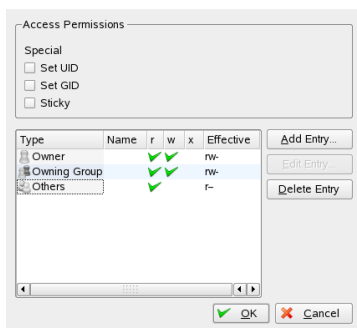 Access Permissions
Special
Set UID
Set GID
Sticky
Type Name r w x Effective
Owner rw-
Owning Group rw-
Others r--
Add Entry...
Edit Entry...
Delete Entry
OK
Cancel